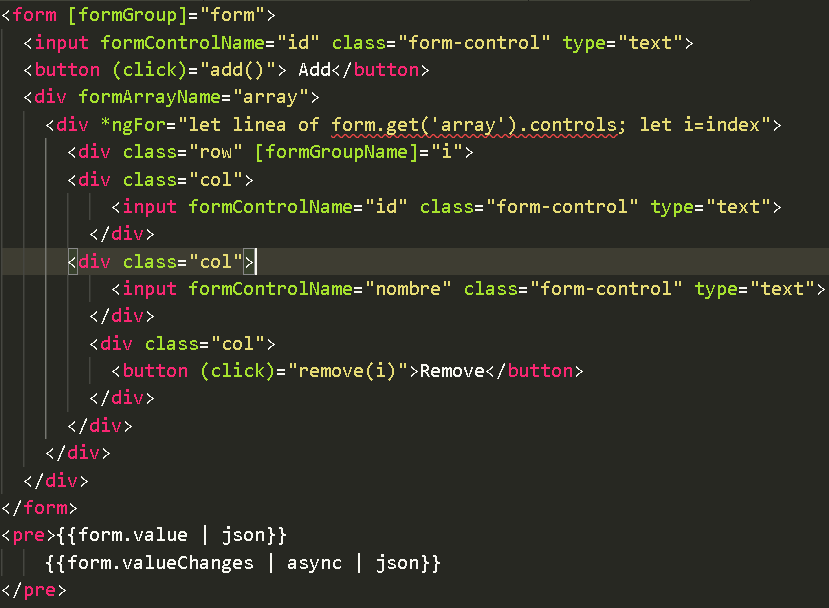 <form [formGroup]="form">
  <input formControlName="id" class="form-control" type="text">
  <button (click)="add()"> Add</button>
  <div formArrayName="array">
    <div *ngFor="let linea of form.get('array').controls; let i=index">
      <div class="row" [formGroupName]="i">
      <div class="col">
          <input formControlName="id" class="form-control" type="text">
        </div>
      <div class="col">
          <input formControlName="nombre" class="form-control" type="text">
        </div>
        <div class="col">
          <button (click)="remove(i)">Remove</button>
        </div>
      </div>
    </div>
  </div>
</form>
<pre>{{form.value | json}}
    {{form.valueChanges | async | json}}
</pre>